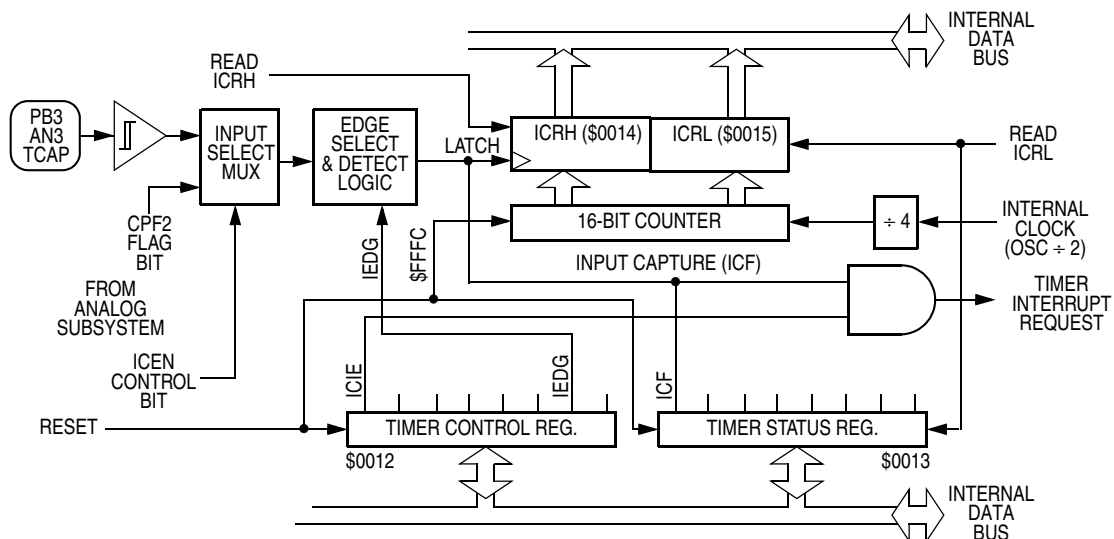 INTERNAL
DATA
BUS
READ
ICRH
PB3
AN3
TCAP
INPUT
SELECT
MUX
EDGE
SELECT
& DETECT
LOGIC
LATCH
ICRH ($0014)
ICRL ($0015)
READ
ICRL
16-BIT COUNTER
÷ 4
INTERNAL
CLOCK
(OSC ÷ 2)
CPF2
FLAG
BIT
FROM
ANALOG
SUBSYSTEM
IEDG
$FFFC
INPUT CAPTURE (ICF)
TIMER
INTERRUPT
REQUEST
ICEN
CONTROL
BIT
ICIE
IEDG
ICF
RESET
TIMER CONTROL REG.
TIMER STATUS REG.
$0012
$0013
INTERNAL
DATA
BUS